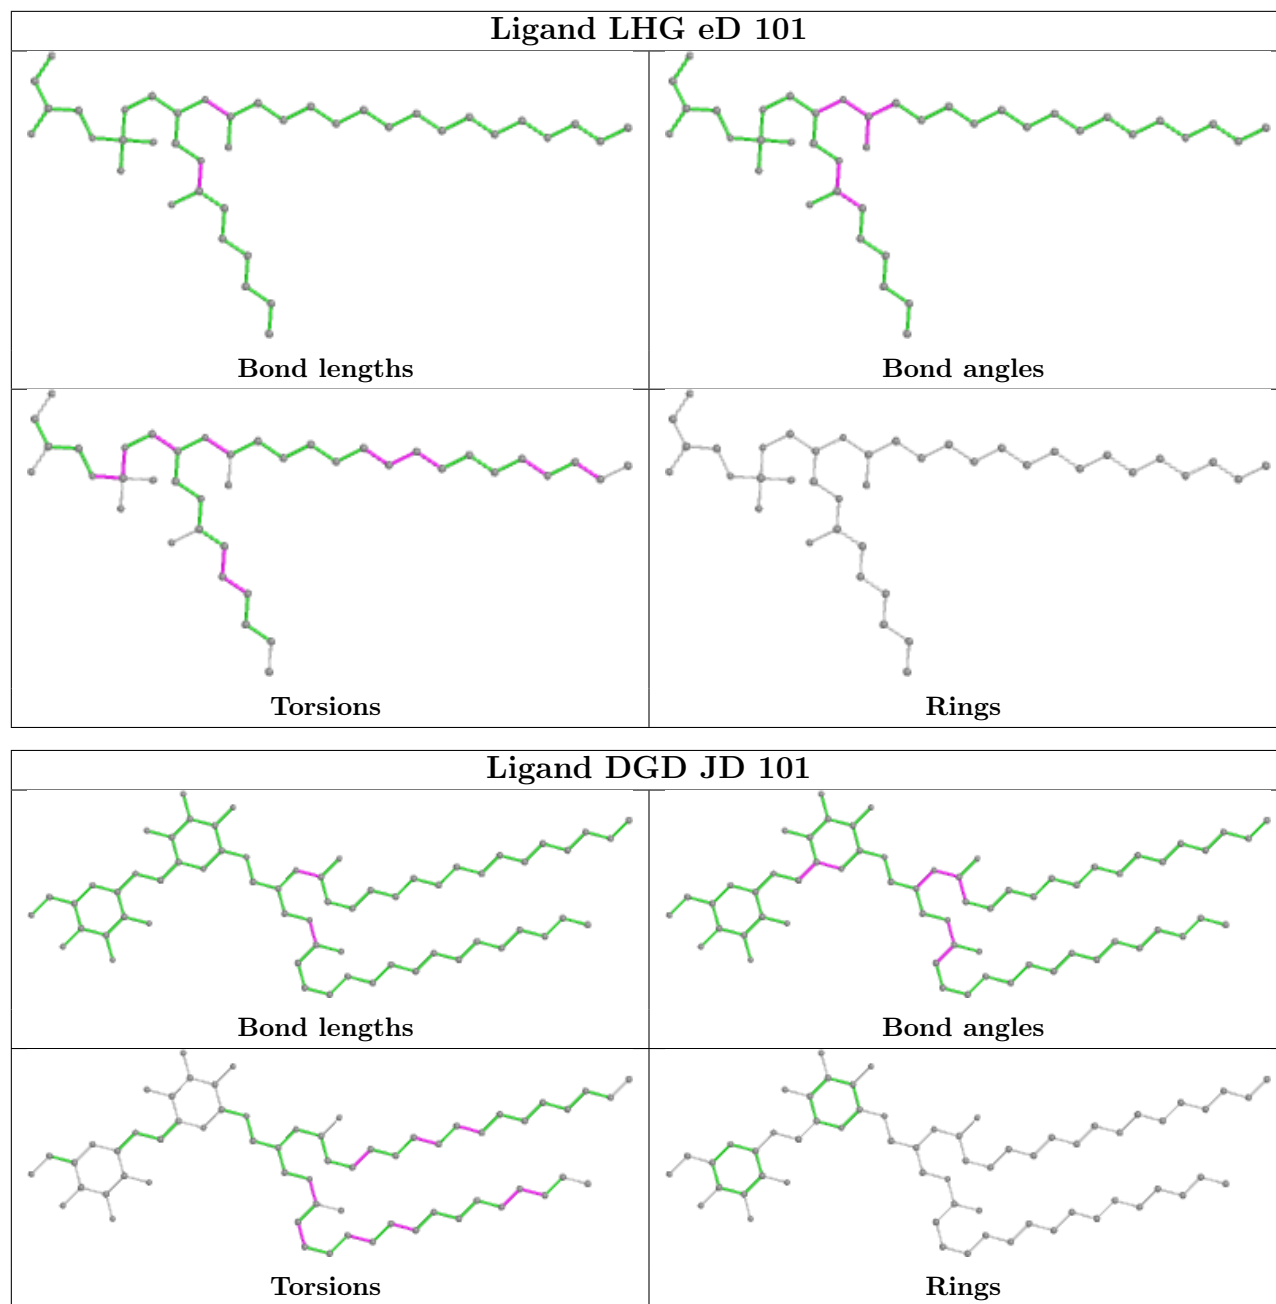 Ligand LHG eD 101
Bond lengths
Bond angles
Torsions
Rings
Ligand DGD JD 101
Bond lengths
Bond angles
Torsions
Rings